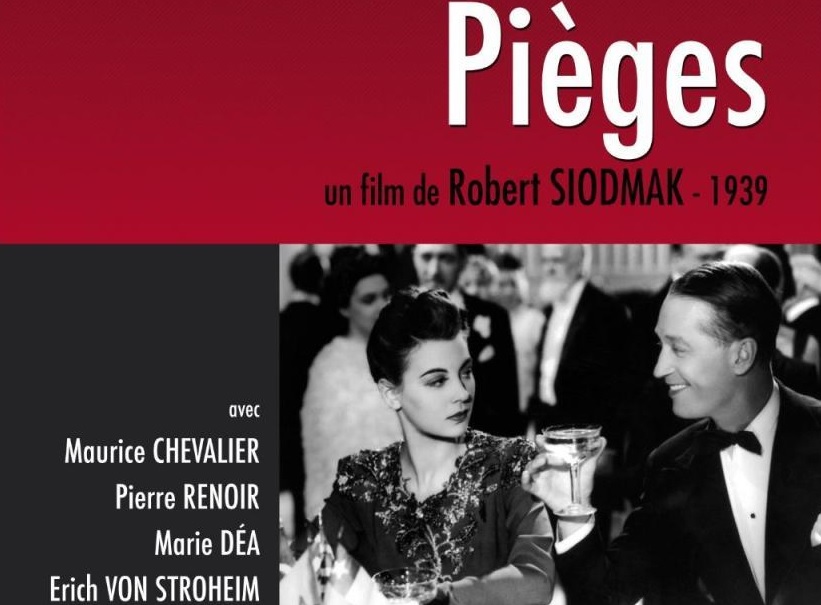 Pièges
un film de Robert SIODMAK - 1939
avec
Maurice CHEVALIER
Pierre RENOIR
Marie DÉA
Erich VON STROHEIM